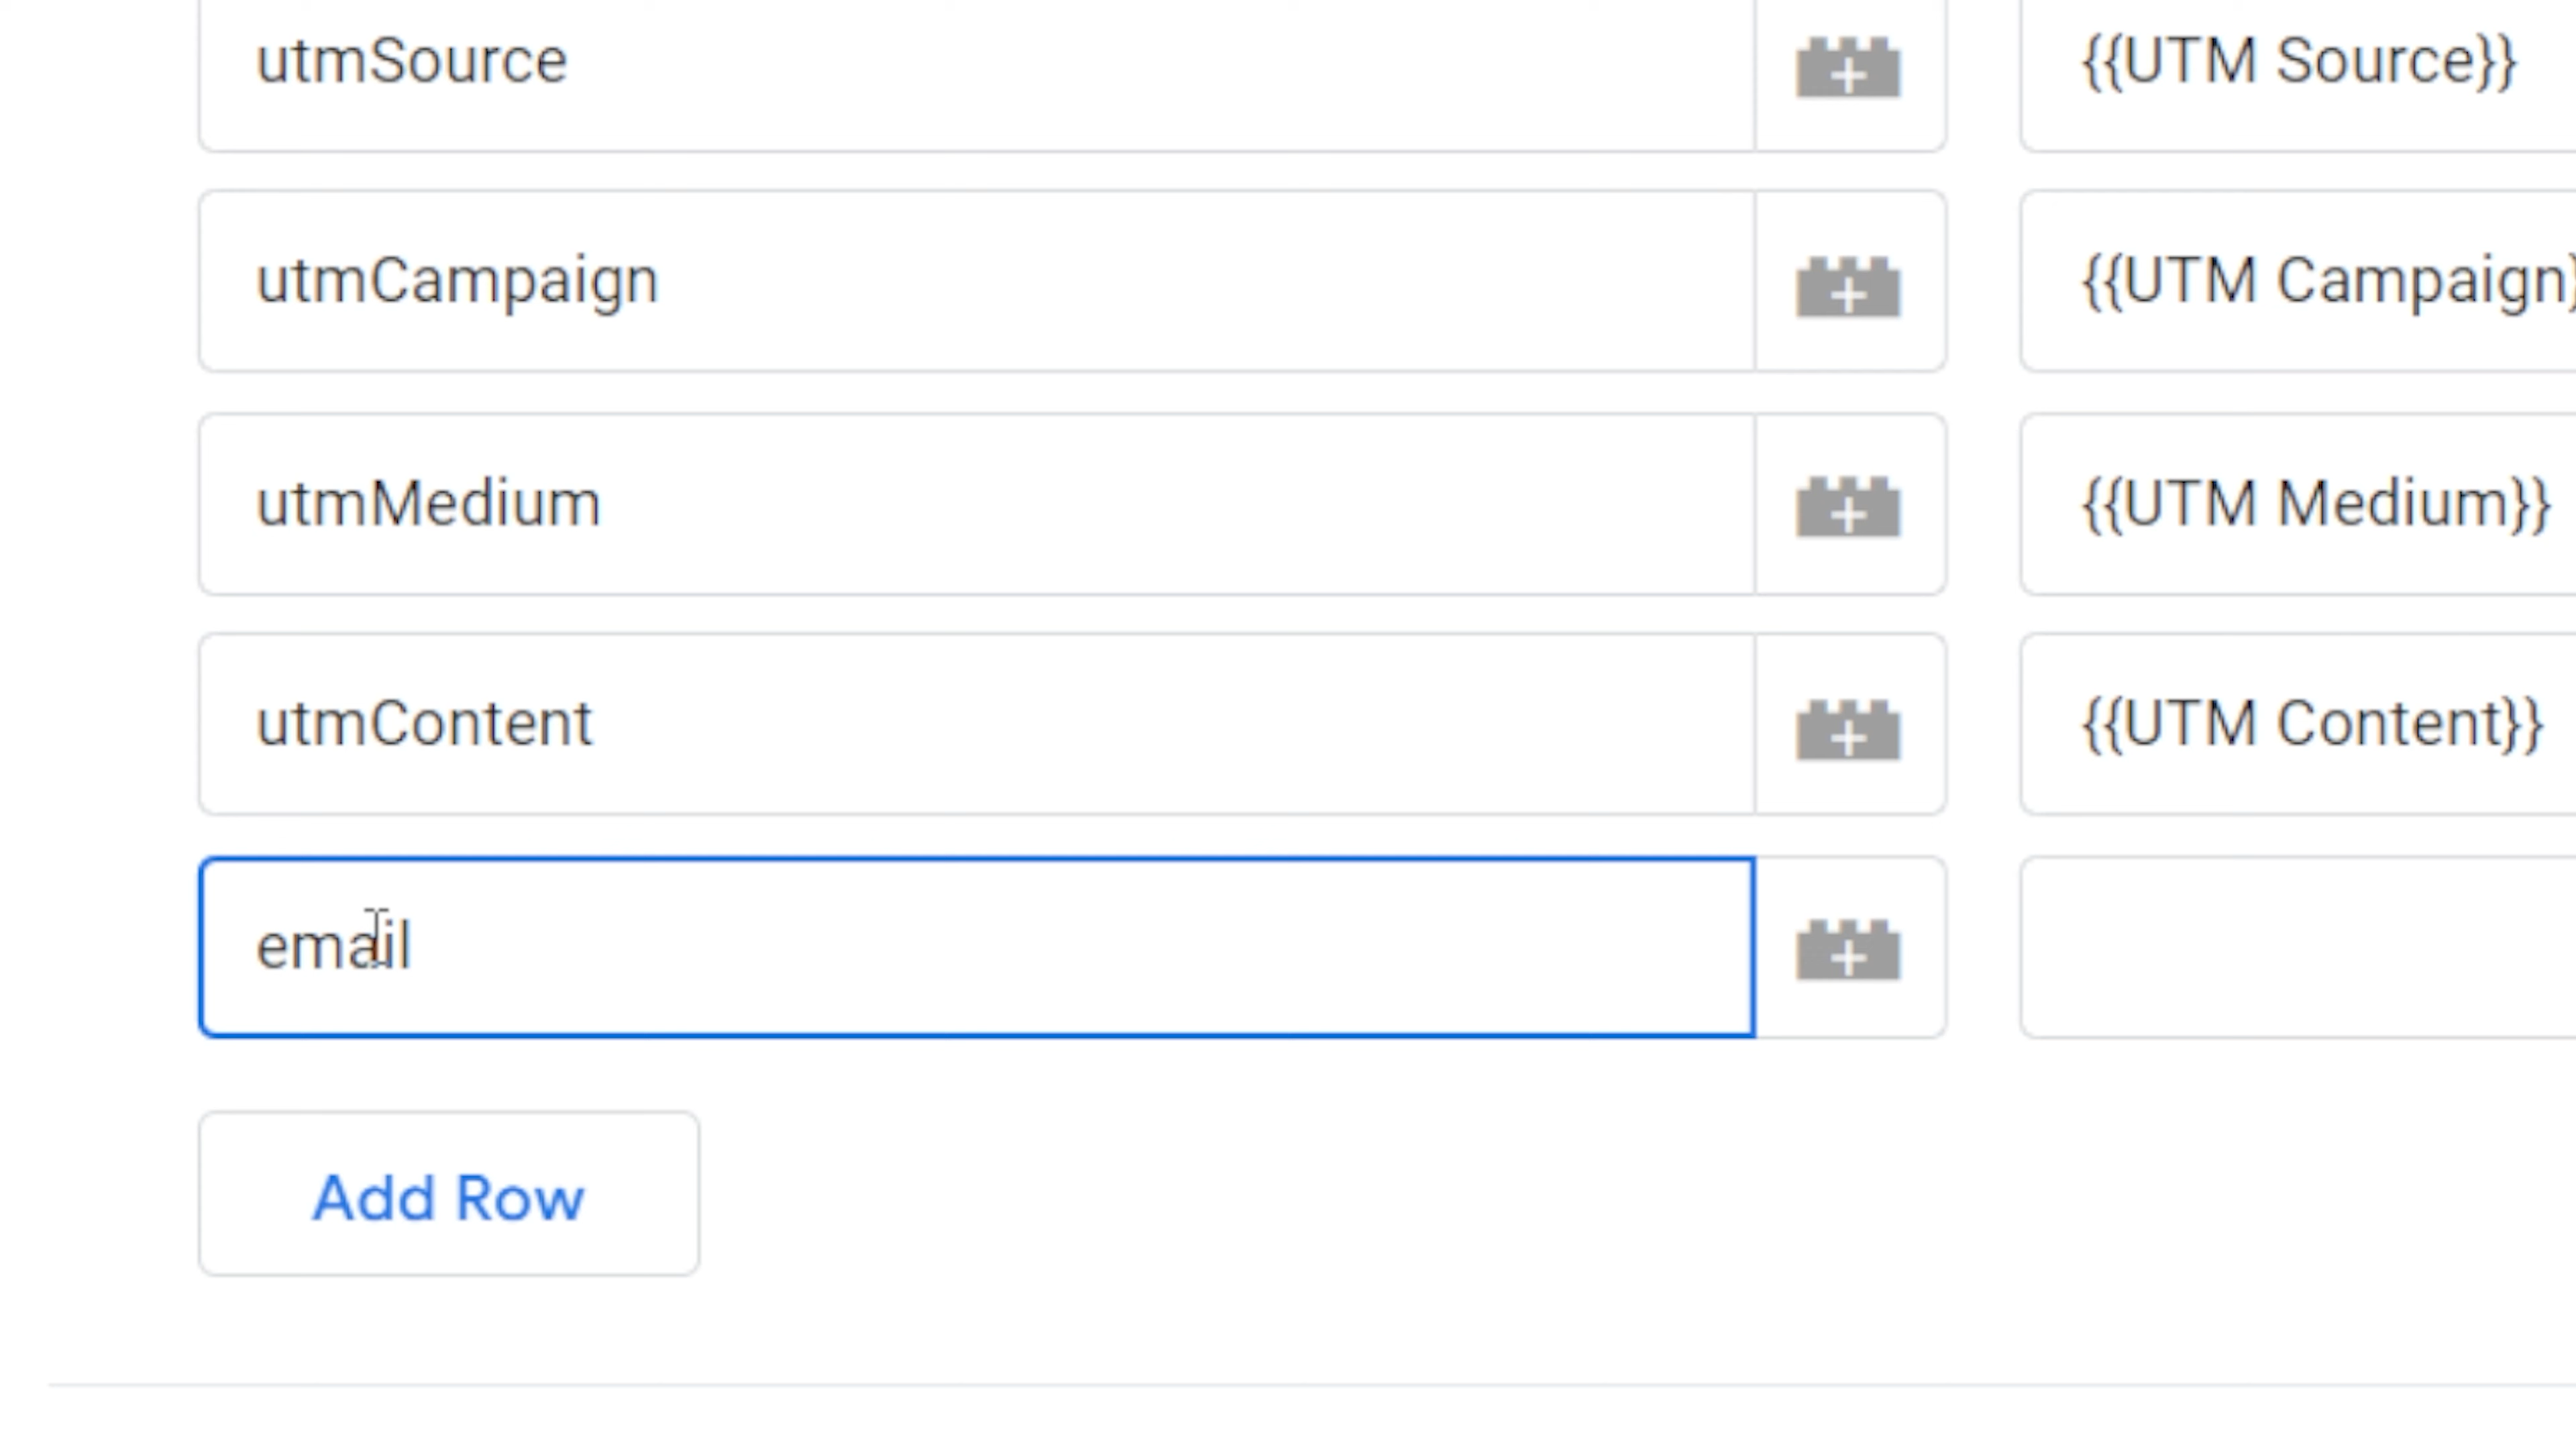 utmSource {{UTM Source}}
utmCampaign {{UTM Campaign}
utmMedium {{UTM Medium}}
utmContent {{UTM Content}}
email
Add Row